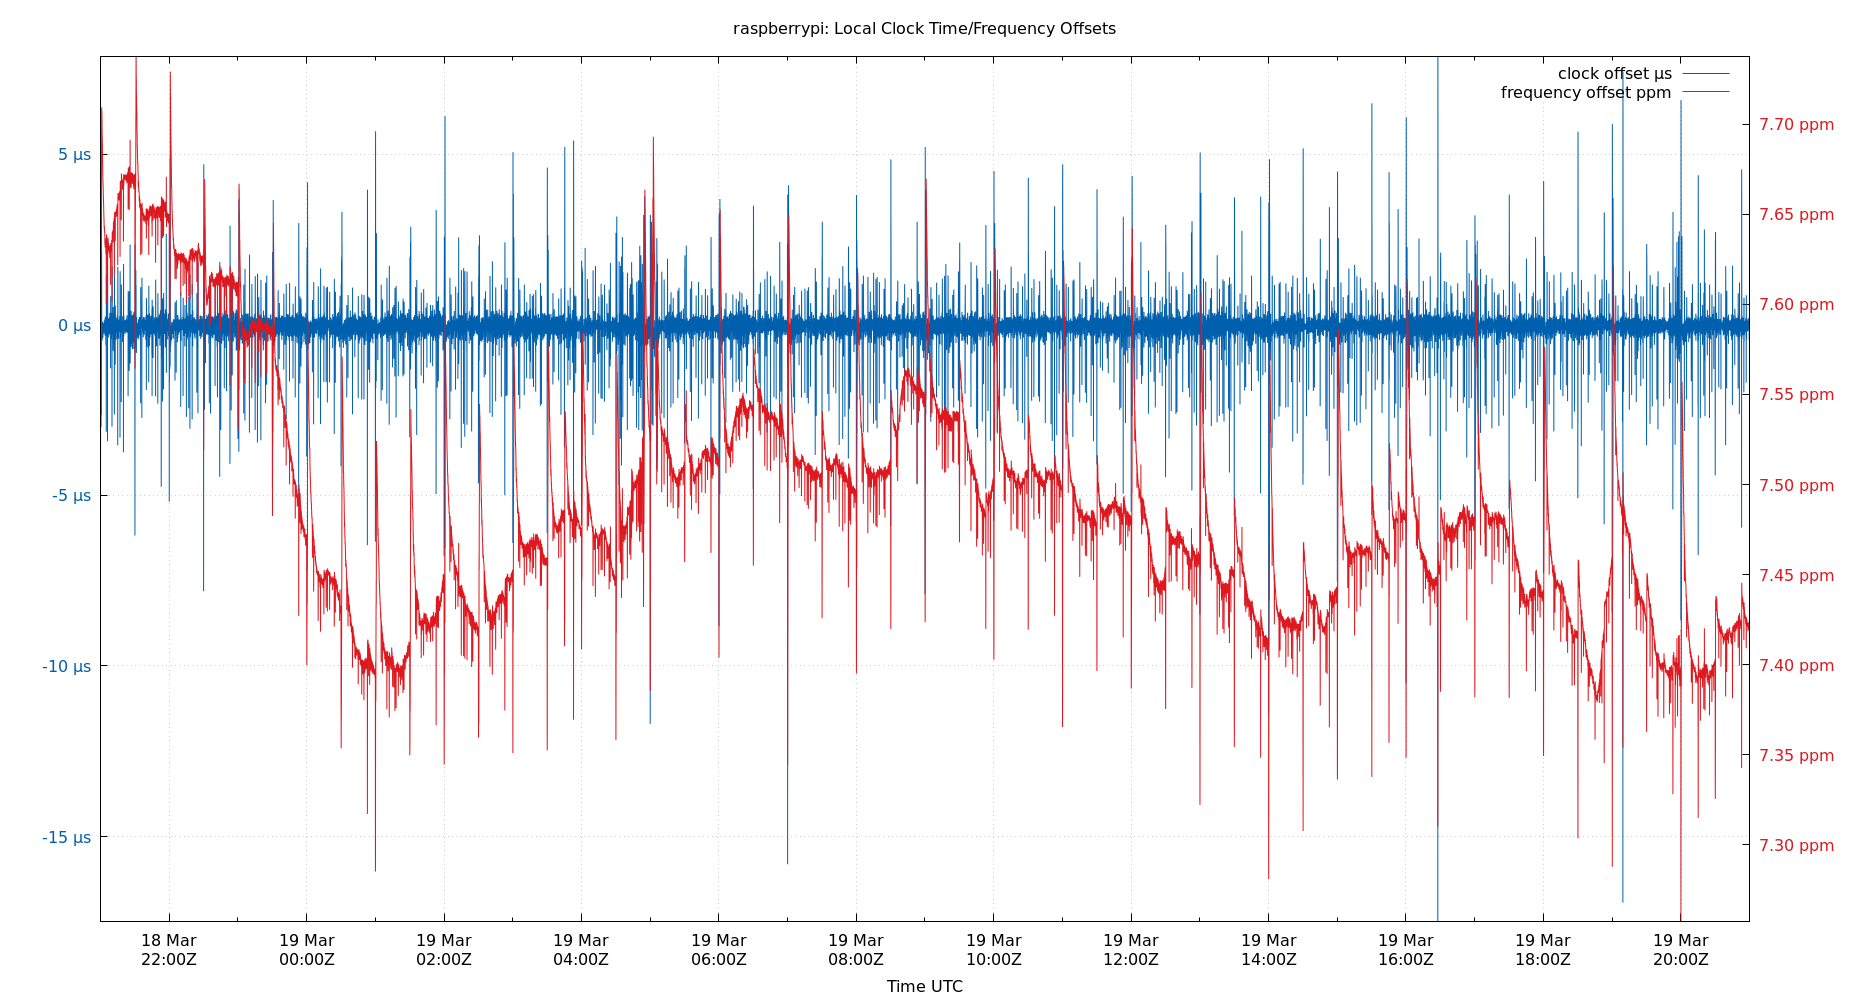 raspberrypi: Local Clock Time/Frequency Offsets
clock offset µs
frequency offset ppm
5 µs
0 µs
-5 µs
-10 µs
-15 µs
7.70 ppm
7.65 ppm
7.60 ppm
7.55 ppm
7.50 ppm
7.45 ppm
7.40 ppm
7.35 ppm
7.30 ppm
18 Mar
22:00Z
19 Mar
00:00Z
19 Mar
02:00Z
19 Mar
04:00Z
19 Mar
06:00Z
19 Mar
08:00Z
19 Mar
10:00Z
19 Mar
12:00Z
19 Mar
14:00Z
19 Mar
16:00Z
19 Mar
18:00Z
19 Mar
20:00Z
Time UTC